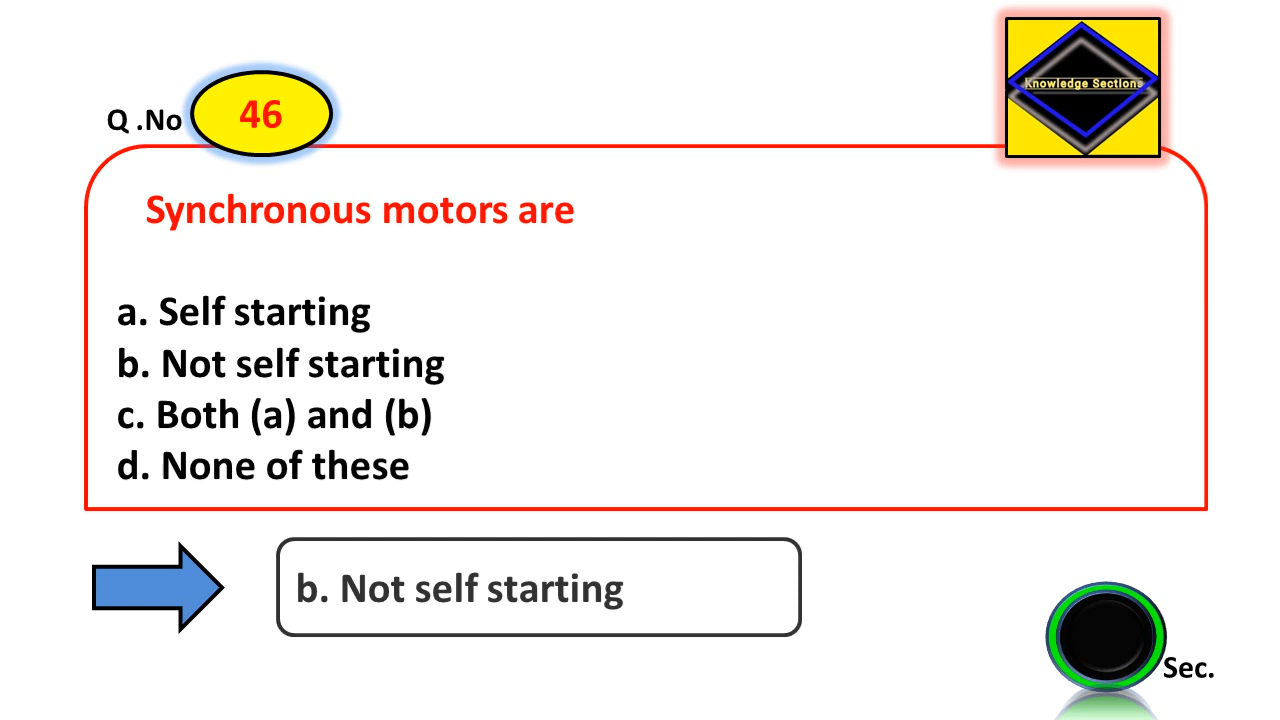 Knowledge Sections
Q .No 46
Synchronous motors are
a. Self starting
b. Not self starting
c. Both (a) and (b)
d. None of these
b. Not self starting
Sec.